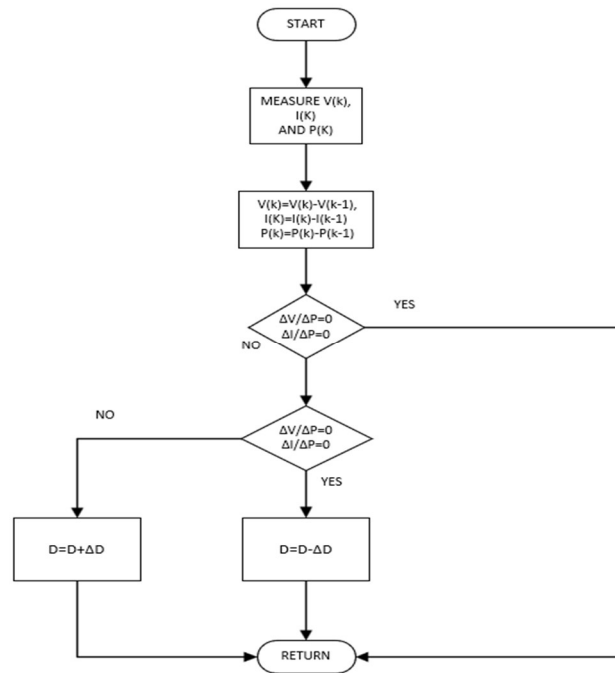 START
MEASURE V(k),
I(K)
AND P(K)
V(k)=V(k)-V(k-1),
I(K)=I(k)-I(k-1)
P(k)=P(k)-P(k-1)
YES
ΔV/ΔP=0
ΔI/ΔP=0
NO
NO
ΔV/ΔP=0
ΔI/ΔP=0
YES
D=D+ΔD
D=D-ΔD
RETURN